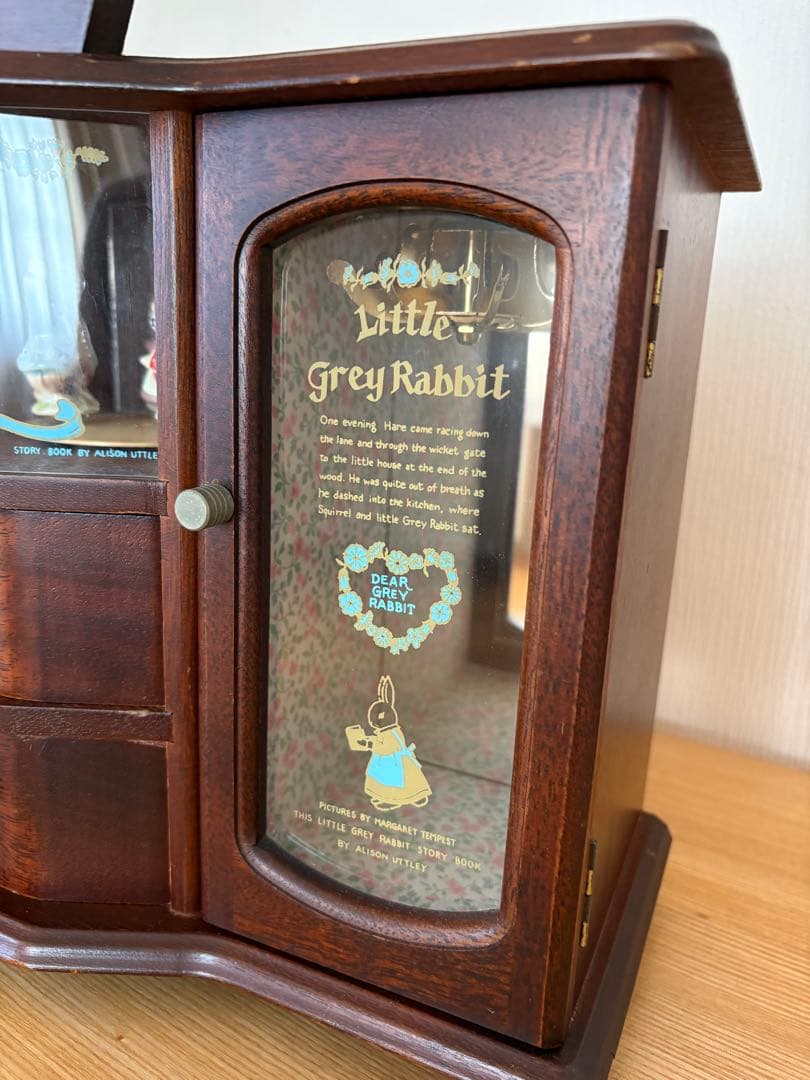 STORY BOOK BY ALISON UTTLE
Little
Grey Rabbit
One evening Hare came racing down
the lane and through the wicket gate
to the little house at the end of the
wood. He was quite out of breath as
he dashed into the kitchen, where
Squirrel and little Grey Rabbit sat.
DEAR
GREY
RABBIT
PICTURES BY MARGARET TEMPEST
THIS LITTLE GREY RABBIT STORY BOOK
BY ALISON UTTLEY